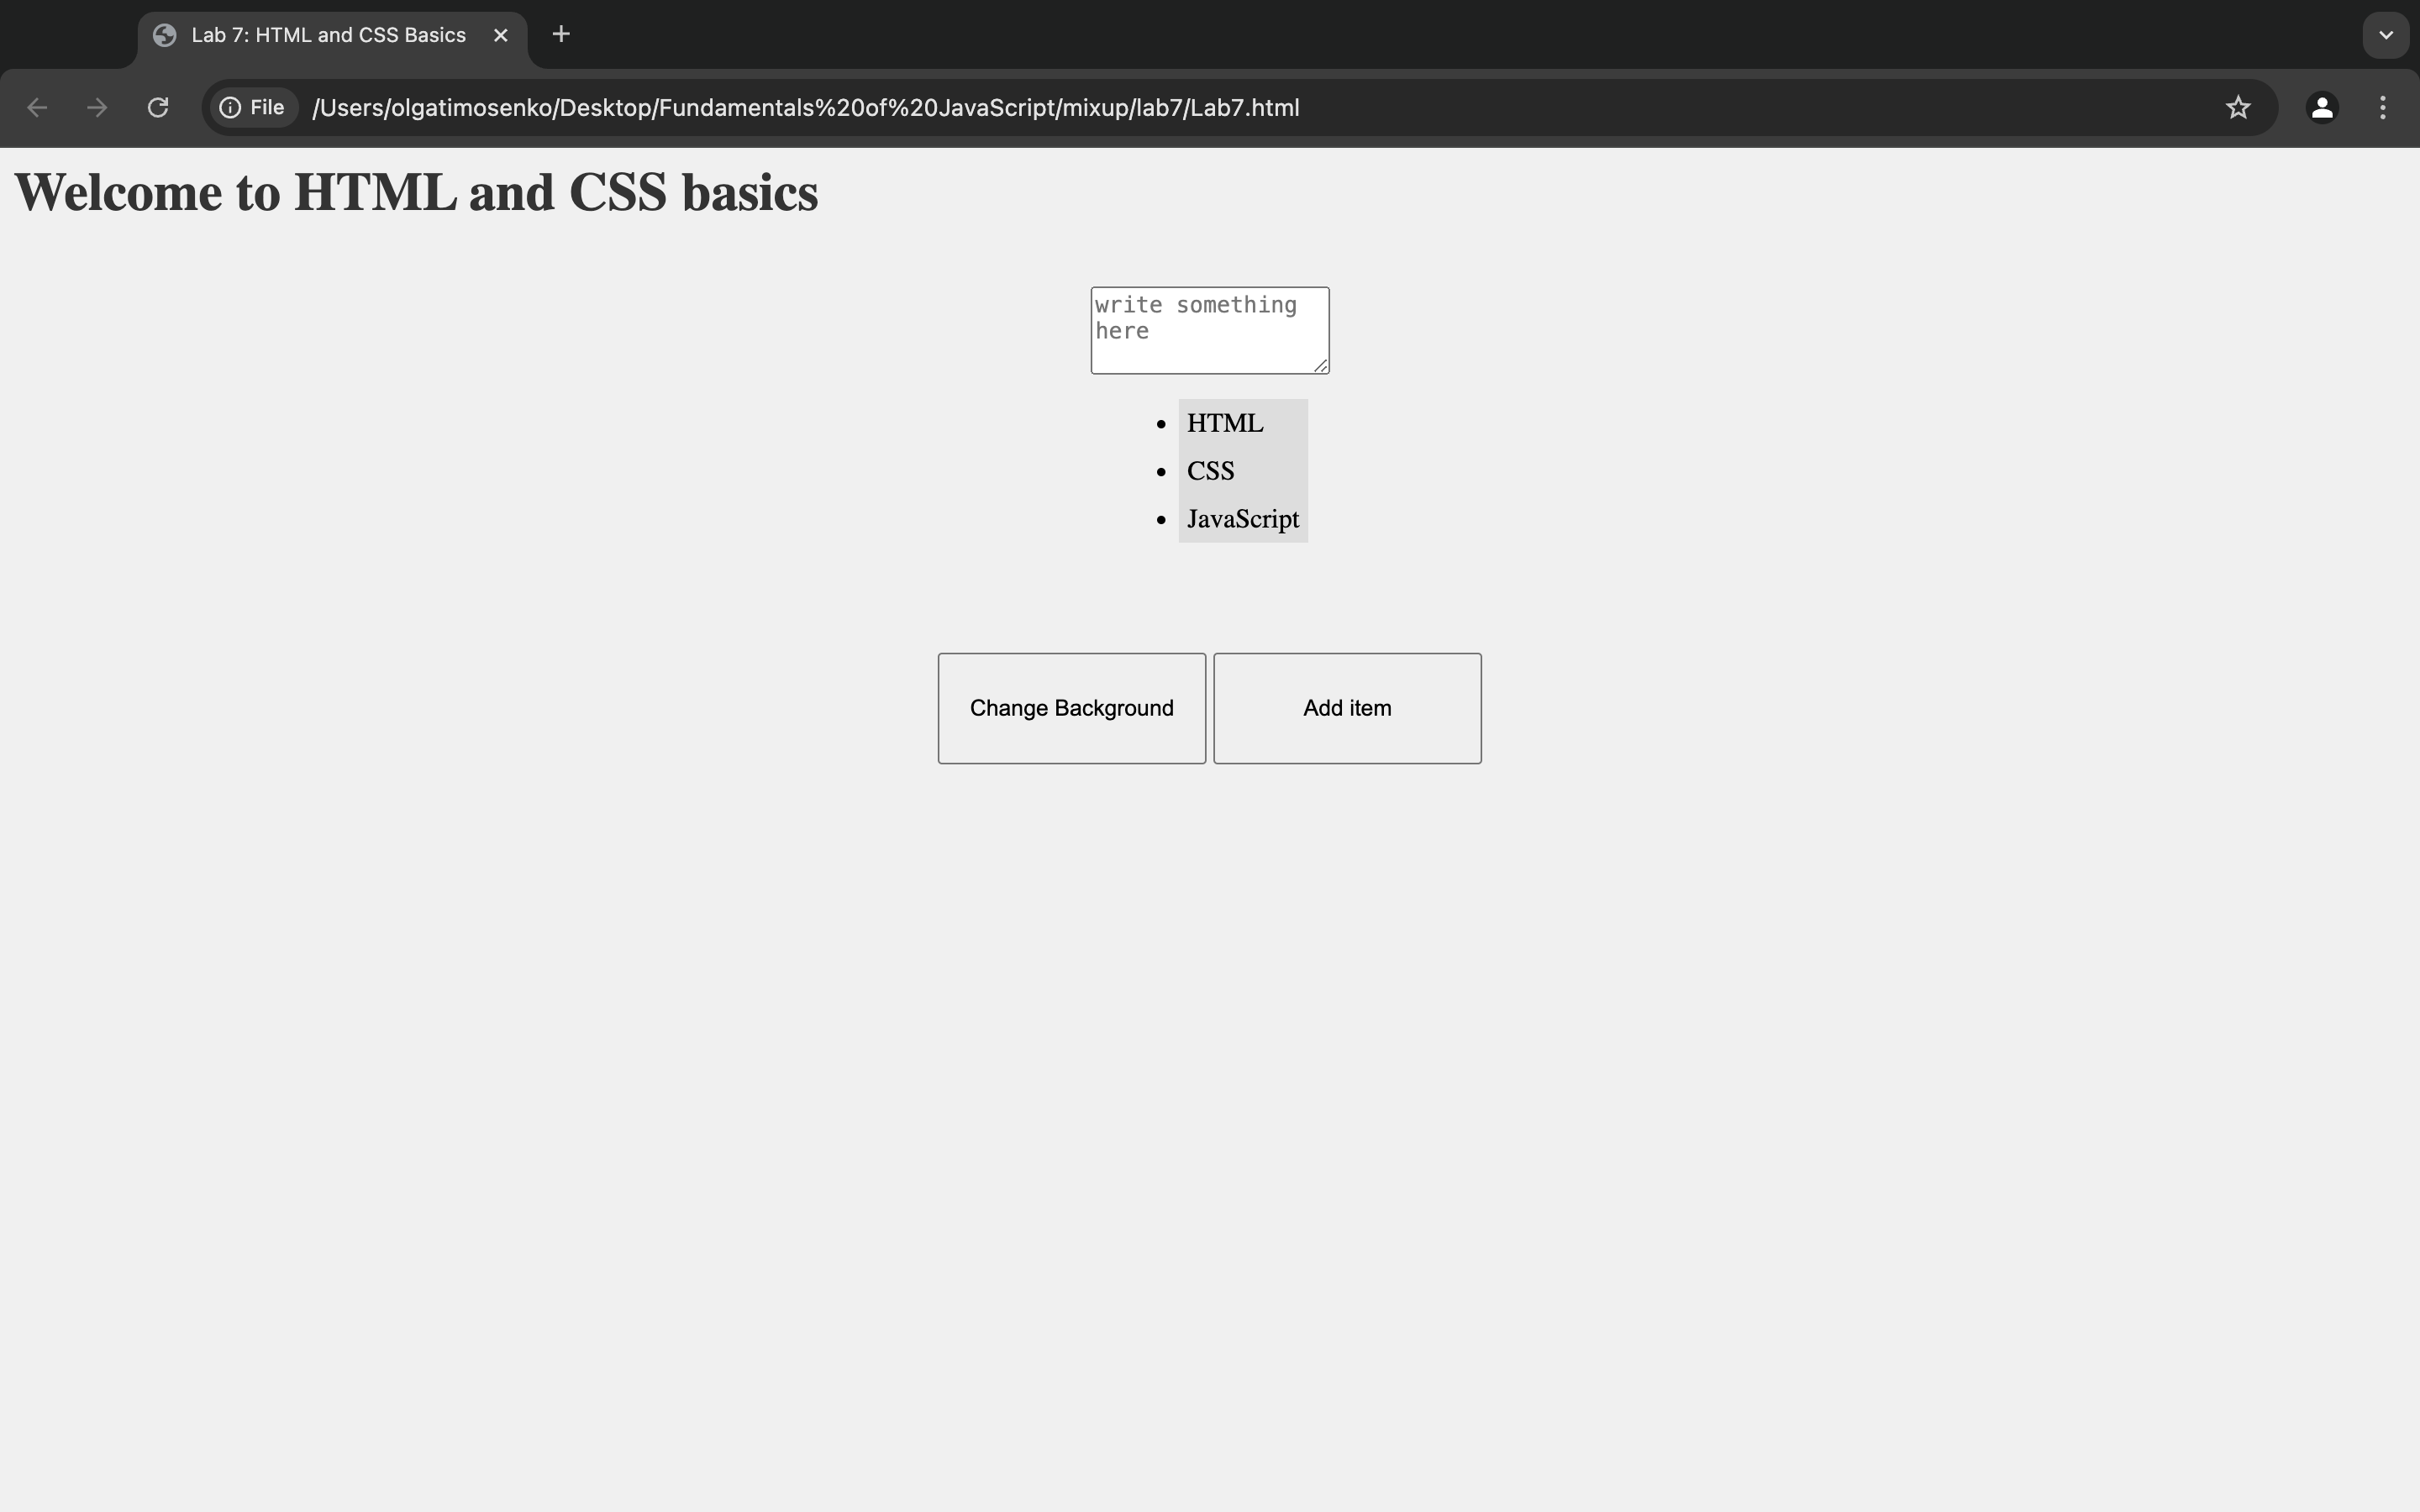 Lab 7: HTML and CSS Basics
File /Users/olgatimosenko/Desktop/Fundamentals%20of%20JavaScript/mixup/lab7/Lab7.html
Welcome to HTML and CSS basics
write something
here
HTML
CSS
JavaScript
Change Background Add item